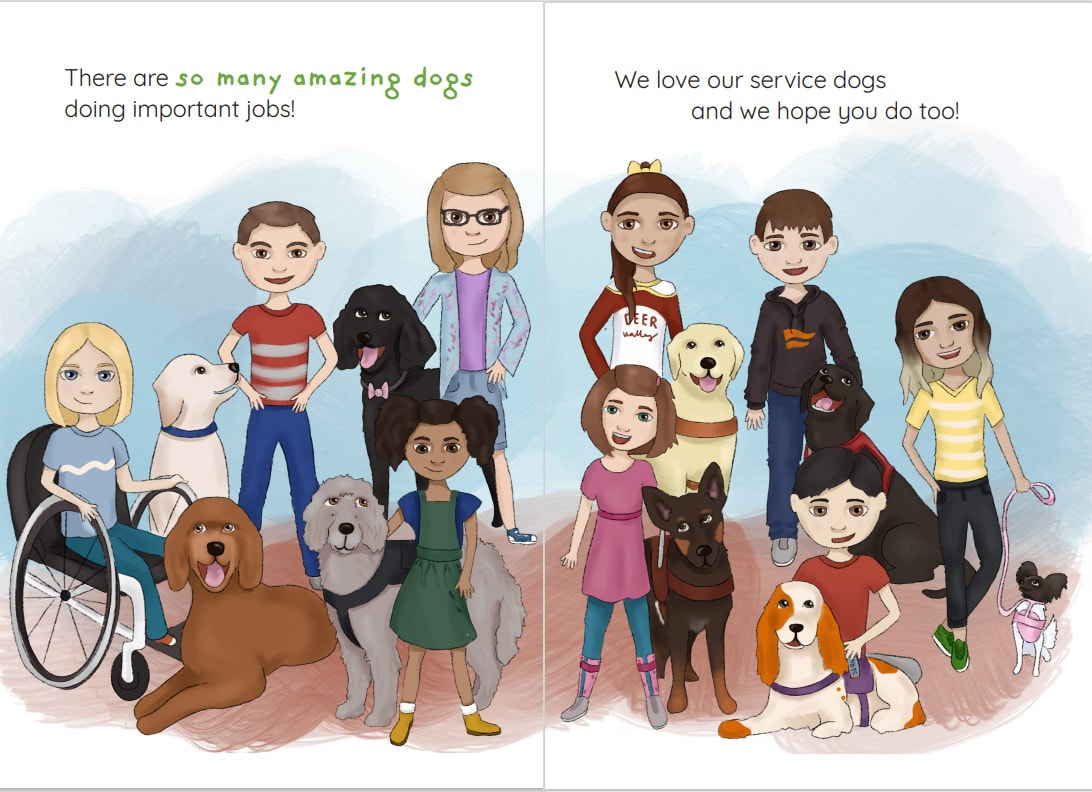 There are so many amazing dogs
doing important jobs!
We love our service dogs
and we hope you do too!
DEER
valley